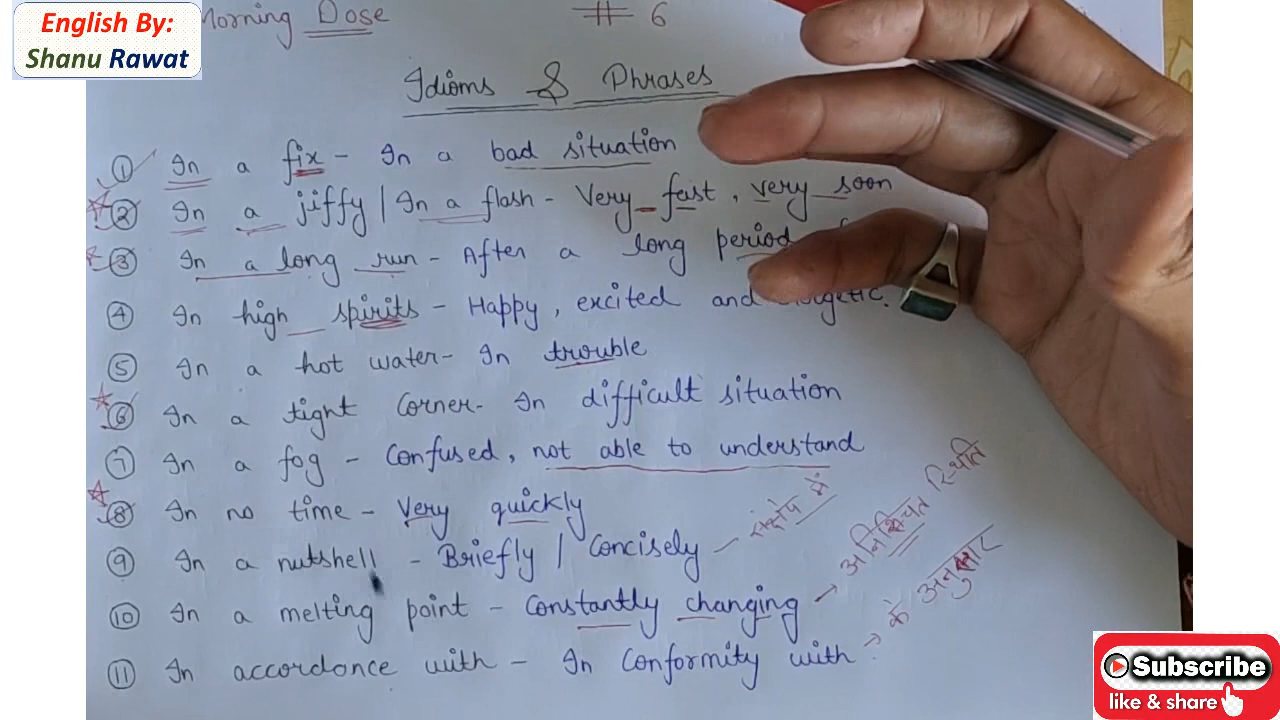 English By:
Shanu Rawat
Morning Dose # 6
Idioms & Phrases
① In a fix - In a bad situation
② In a jiffy | In a flash - Very fast, very soon
③ In a long run - After a long period
④ In high spirits - Happy, excited and
⑤ In a hot water - In trouble
⑥ In a tight corner - In difficult situation
⑦ In a fog - Confused, not able to understand
⑧ In no time - Very quickly
⑨ In a nutshell - Briefly / Concisely - संक्षेप में
⑩ In a melting point - Constantly changing → अनिश्चित स्थिति
⑪ In accordance with - In Conformity with → के अनुसार
Subscribe
like & share